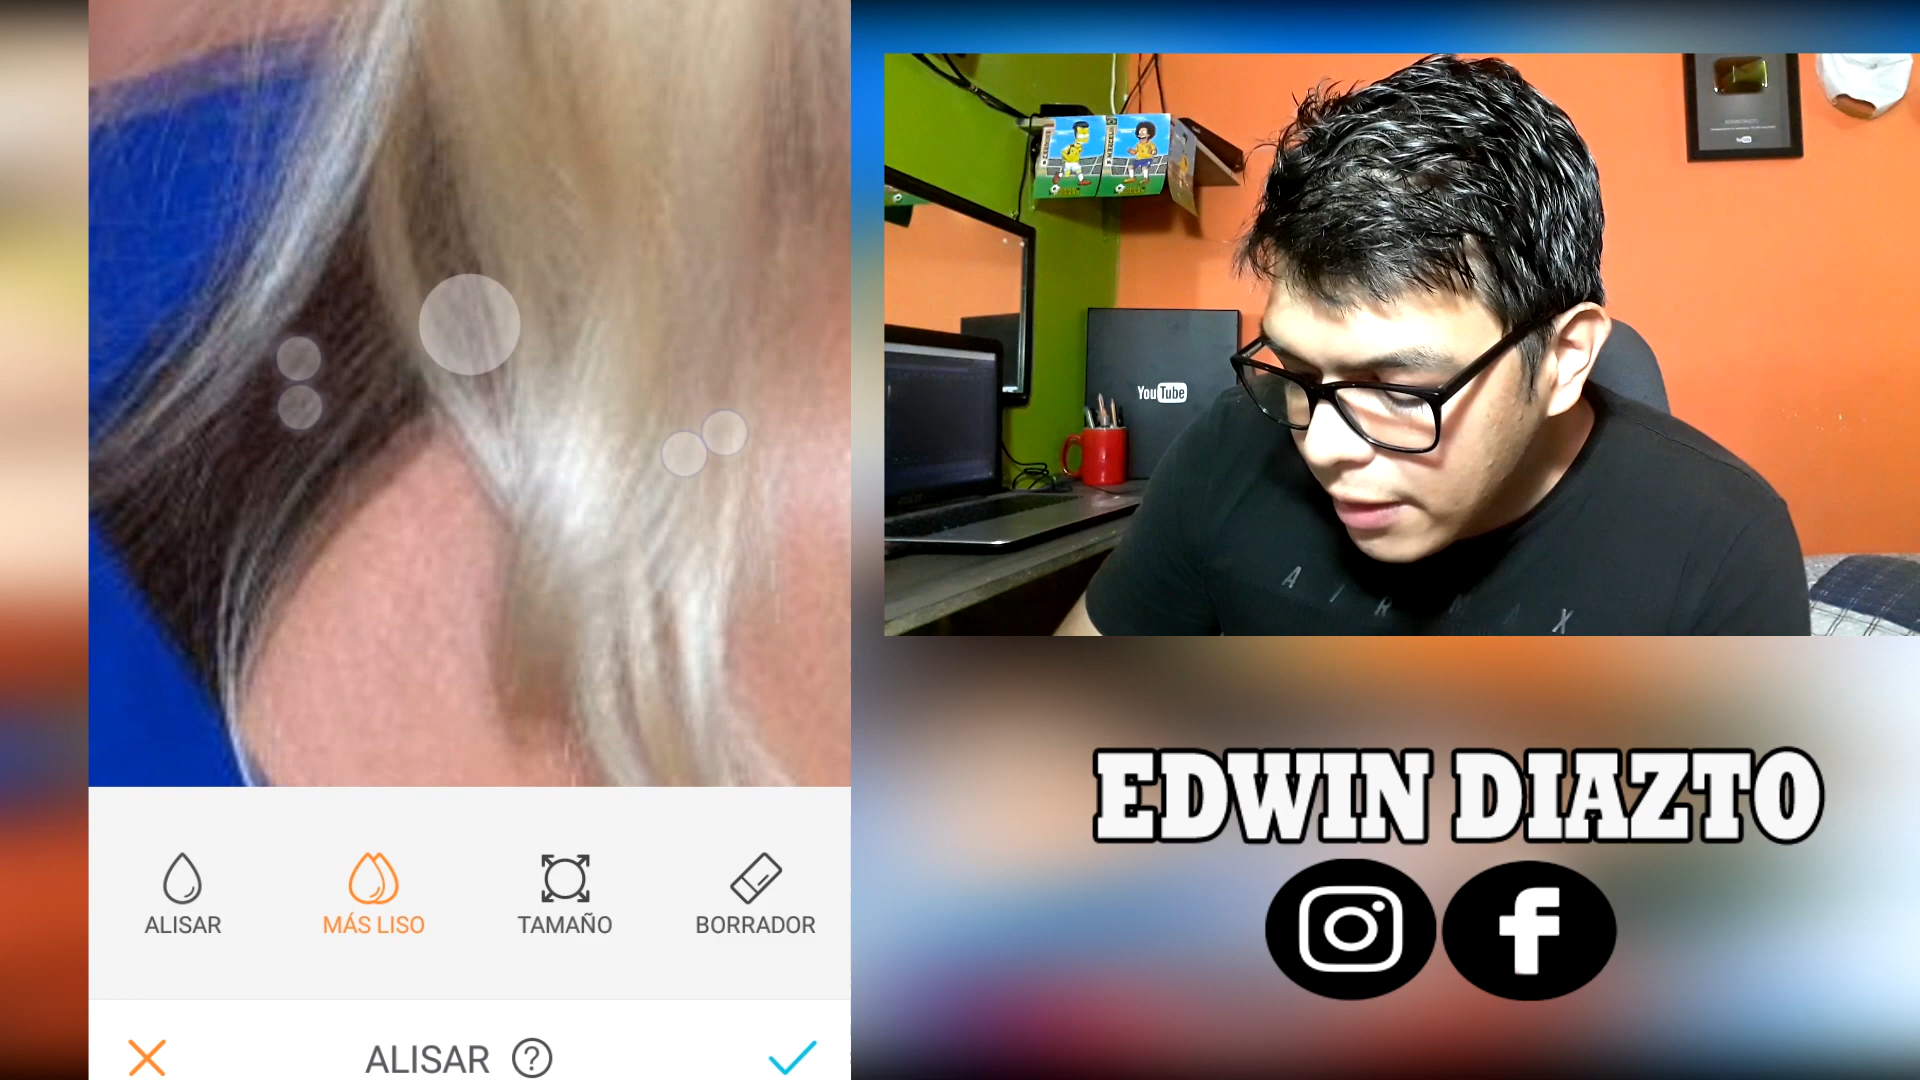 ALISAR
MÁS LISO
TAMAÑO
BORRADOR
ALISAR ?
YouTube
A I R M A X
EDWIN DIAZTO